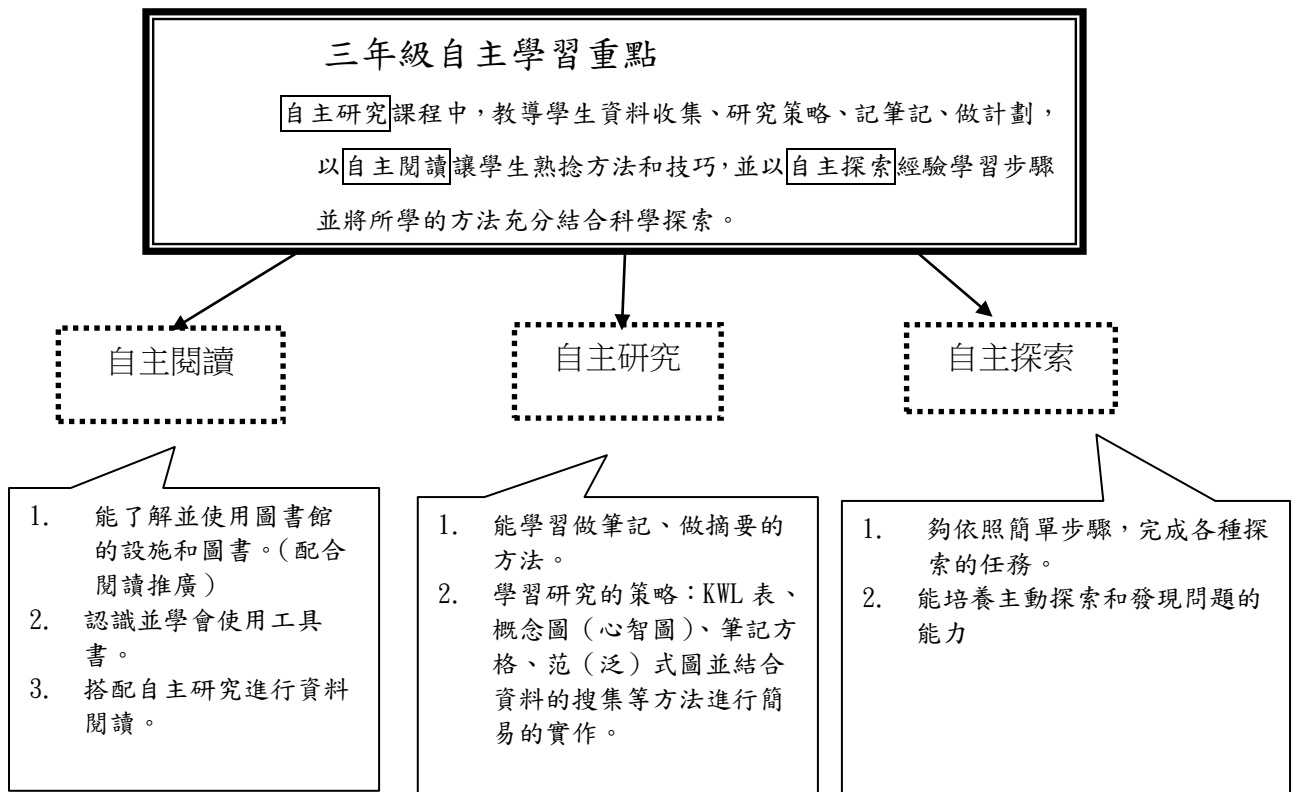 三年級自主學習重點
自主研究課程中，教導學生資料收集、研究策略、記筆記、做計劃，
以自主閱讀讓學生熟捻方法和技巧，並以自主探索經驗學習步驟
並將所學的方法充分結合科學探索。
自主閱讀
自主研究
自主探索
1. 能了解並使用圖書館
的設施和圖書。(配合
閱讀推廣)
2. 認識並學會使用工具
書。
3. 搭配自主研究進行資料
閱讀。
1. 能學習做筆記、做摘要的
方法。
2. 學習研究的策略：KWL 表、
概念圖（心智圖）、筆記方
格、范（泛）式圖並結合
資料的搜集等方法進行簡
易的實作。
1. 夠依照簡單步驟，完成各種探
索的任務。
2. 能培養主動探索和發現問題的
能力